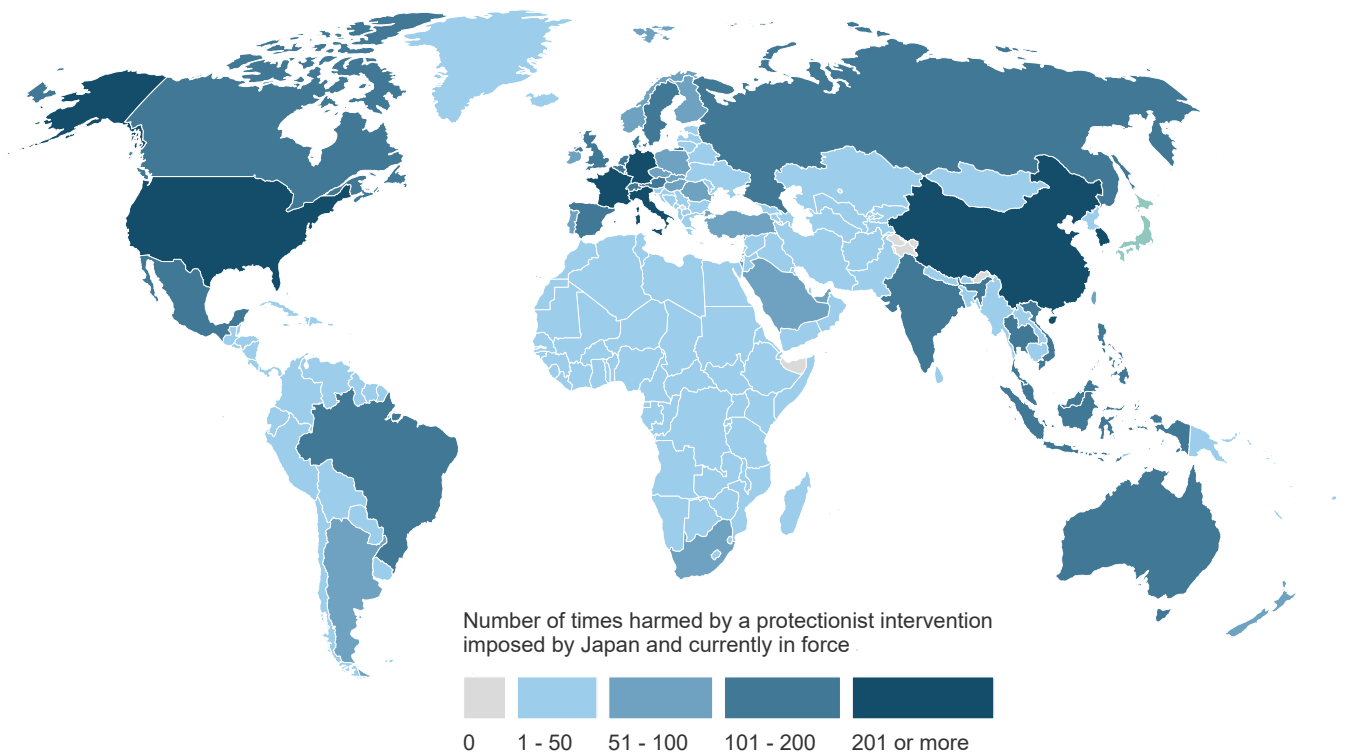 Number of times harmed by a protectionist intervention
imposed by Japan and currently in force
0 1 - 50 51 - 100 101 - 200 201 or more